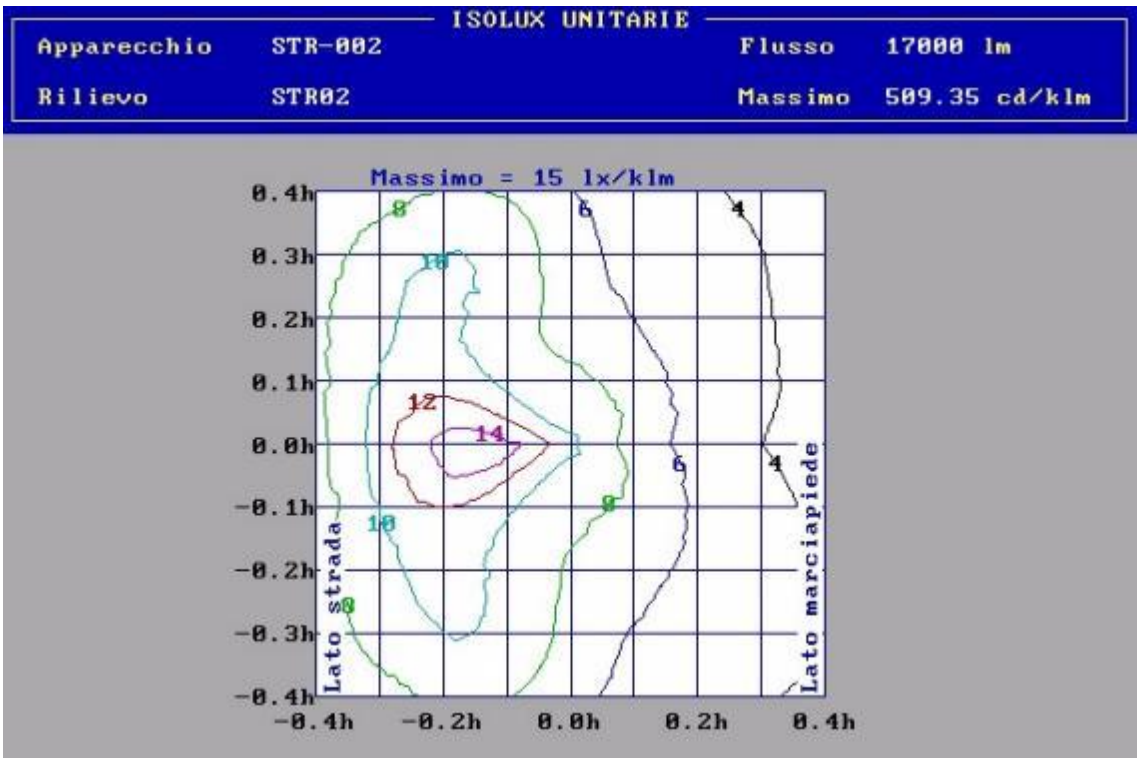 ISOLUX UNITARIE
Apparecchio STR-002 Flusso 17000 lm
Rilievo STR02 Massimo 509.35 cd/klm
Massimo = 15 lx/klm
0.4h
8
6
4
0.3h
10
0.2h
0.1h
12
0.0h
14
6
4
-0.1h
8
10
-0.2h
8
-0.3h
-0.4h
Lato strada
Lato marciapiede
-0.4h -0.2h 0.0h 0.2h 0.4h